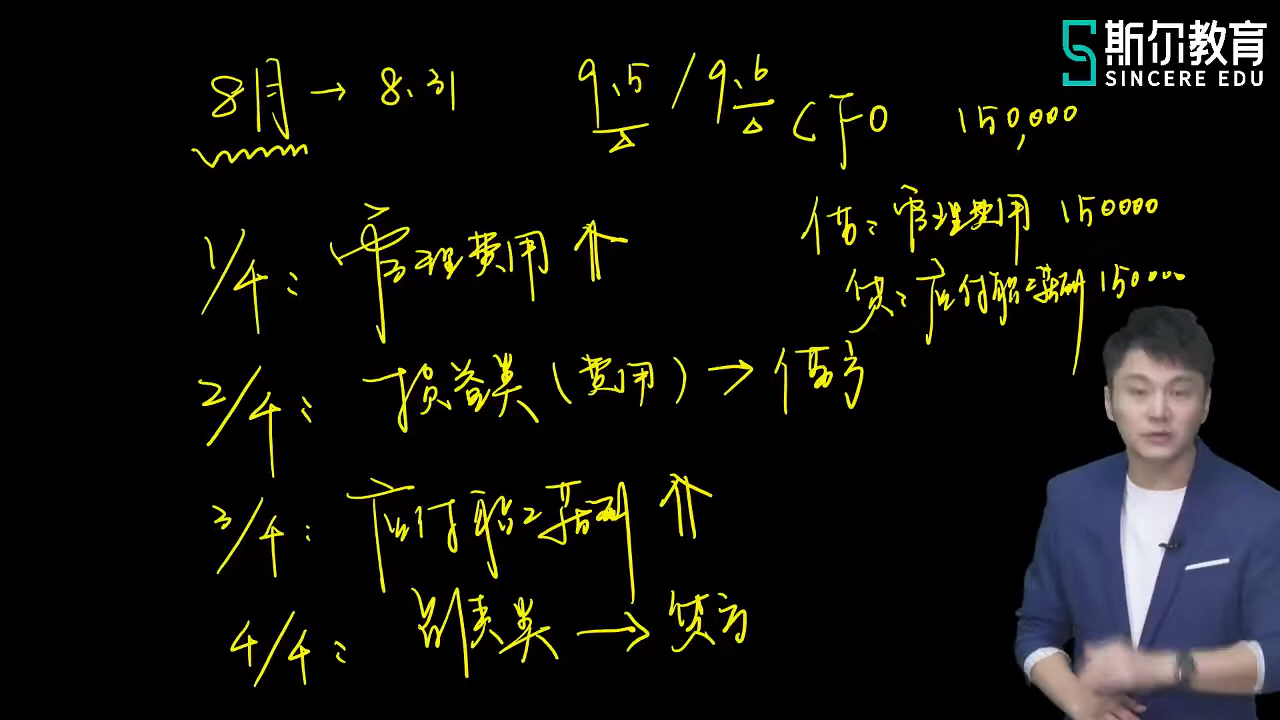 斯尔教育
SINCERE EDU
8月 → 8.31 9.5 / 9.6 CFO 150,000
借: 管理费用 150000
贷: 应付职工薪酬 150000
1/4: 管理费用 ↑
2/4: 损益类 (费用) → 借方
3/4: 应付职工薪酬 ↑
4/4: 负债类 → 贷方